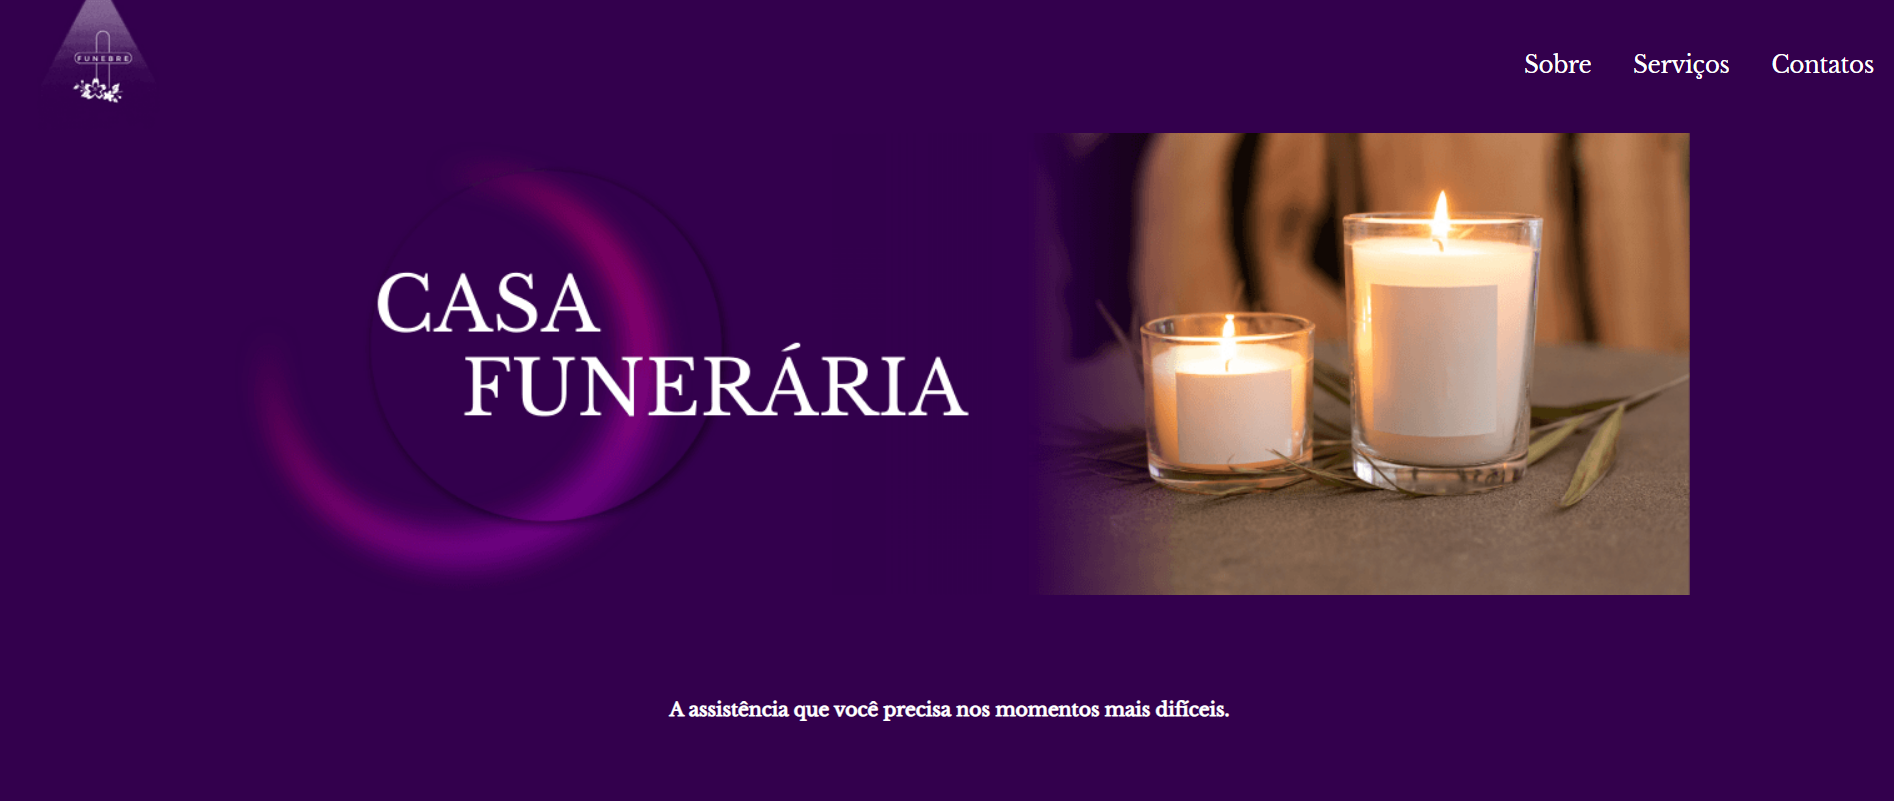 FUNEBRE
Sobre Serviços Contatos
CASA
FUNERÁRIA
A assistência que você precisa nos momentos mais difíceis.